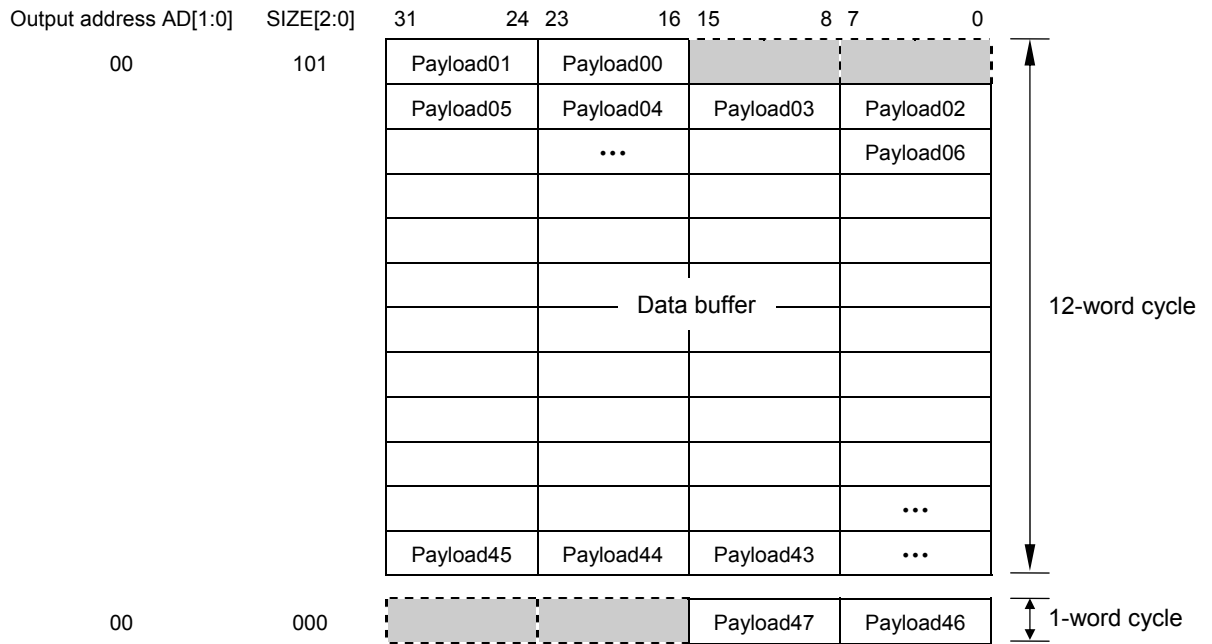 Output address AD[1:0] SIZE[2:0] 31 24 23 16 15 8 7 0
00 101 Payload01 Payload00
Payload05 Payload04 Payload03 Payload02
... Payload06
Data buffer 12-word cycle
...
Payload45 Payload44 Payload43 ...
00 000 Payload47 Payload46 1-word cycle